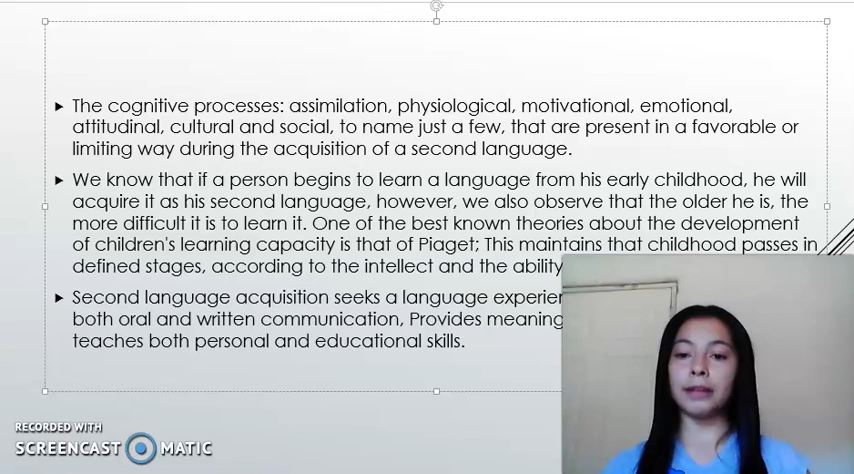 The cognitive processes: assimilation, physiological, motivational, emotional,
attitudinal, cultural and social, to name just a few, that are present in a favorable or
limiting way during the acquisition of a second language.
We know that if a person begins to learn a language from his early childhood, he will
acquire it as his second language, however, we also observe that the older he is, the
more difficult it is to learn it. One of the best known theories about the development
of children's learning capacity is that of Piaget; This maintains that childhood passes in
defined stages, according to the intellect and the ability
Second language acquisition seeks a language
both oral and written communication, Provides
teaches both personal and educational skills.
RECORDED WITH
SCREENCAST MATIC